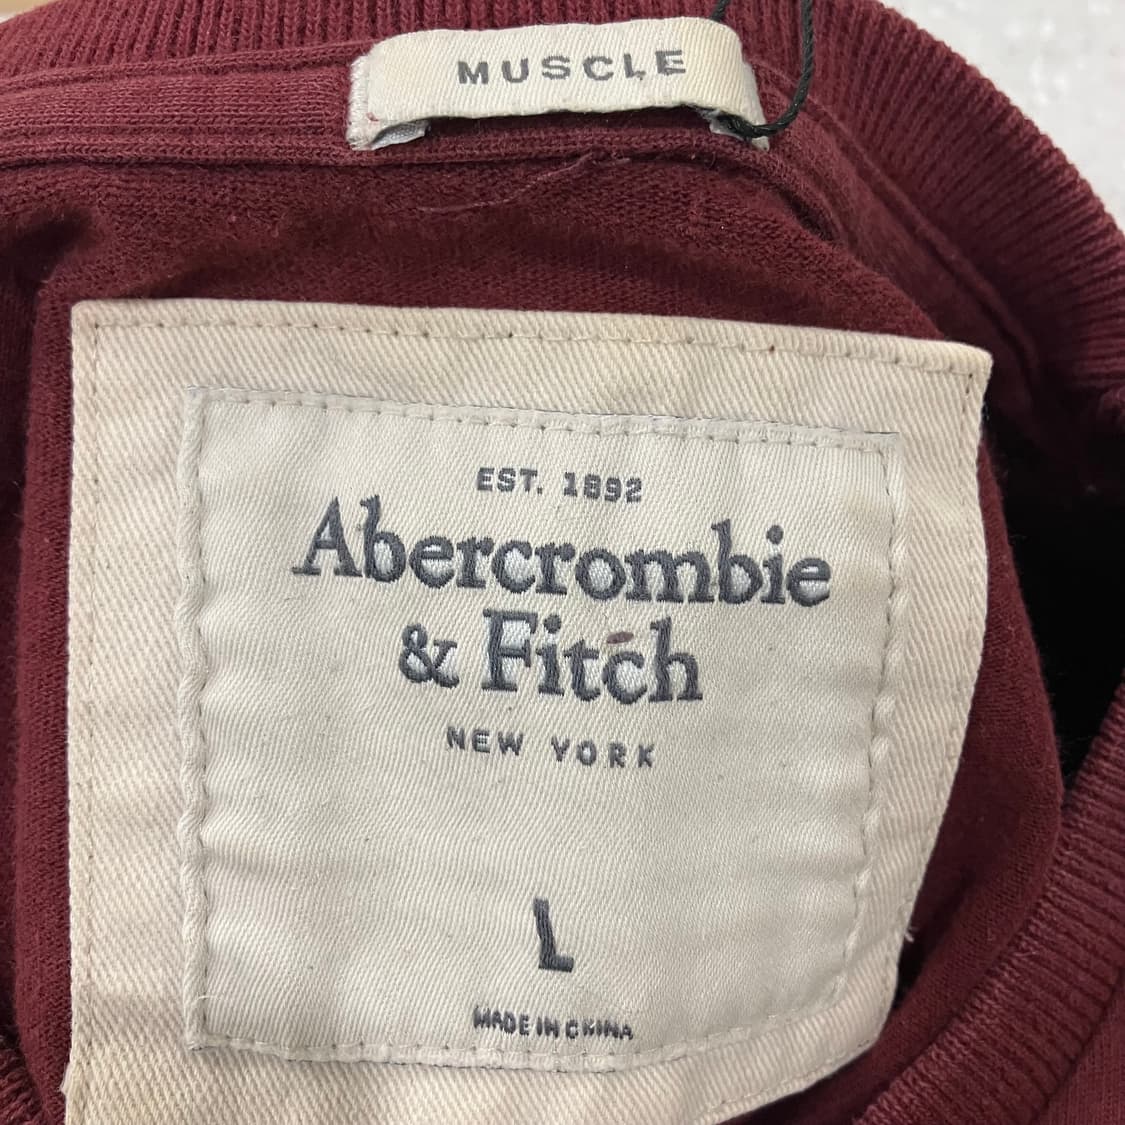 MUSCLE
EST. 1892
Abercrombie
& Fitch
NEW YORK
L
MADE IN CHINA